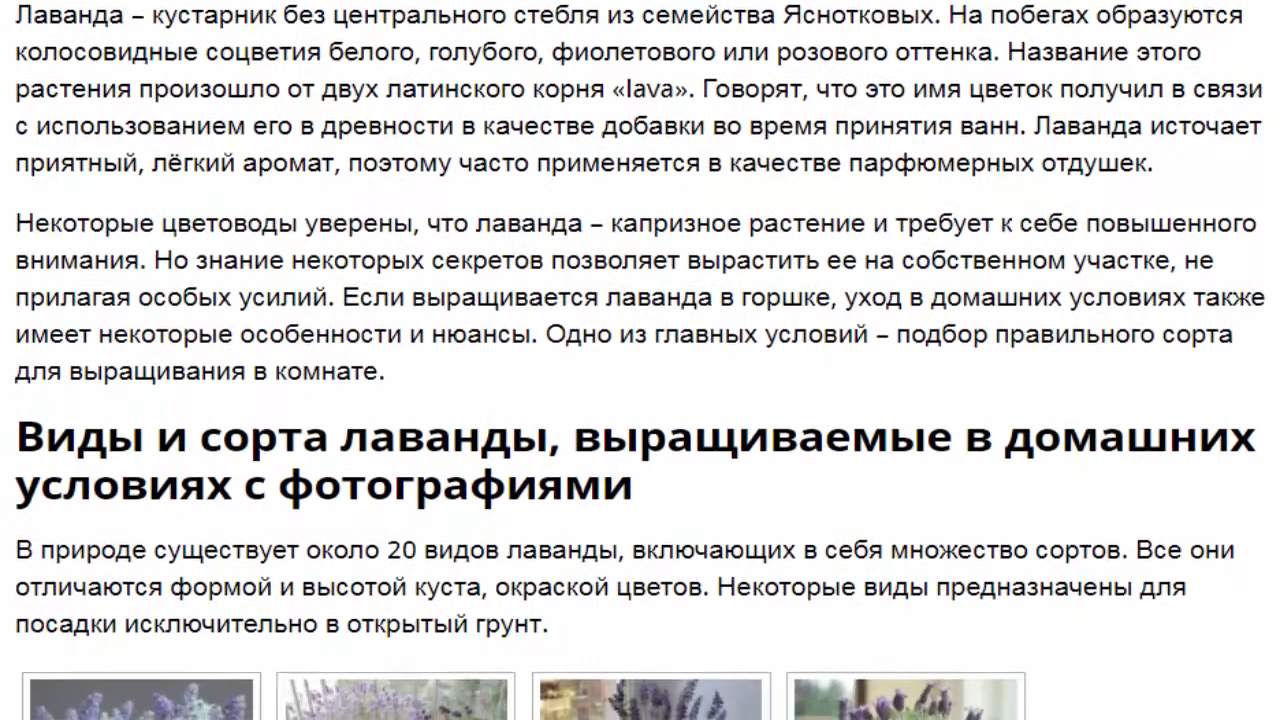 Лаванда – кустарник без центрального стебля из семейства Яснотковых. На побегах образуются
колосовидные соцветия белого, голубого, фиолетового или розового оттенка. Название этого
растения произошло от двух латинского корня «lava». Говорят, что это имя цветок получил в связи
с использованием его в древности в качестве добавки во время принятия ванн. Лаванда источает
приятный, лёгкий аромат, поэтому часто применяется в качестве парфюмерных отдушек.
Некоторые цветоводы уверены, что лаванда – капризное растение и требует к себе повышенного
внимания. Но знание некоторых секретов позволяет вырастить ее на собственном участке, не
прилагая особых усилий. Если выращивается лаванда в горшке, уход в домашних условиях также
имеет некоторые особенности и нюансы. Одно из главных условий – подбор правильного сорта
для выращивания в комнате.
Виды и сорта лаванды, выращиваемые в домашних
условиях с фотографиями
В природе существует около 20 видов лаванды, включающих в себя множество сортов. Все они
отличаются формой и высотой куста, окраской цветов. Некоторые виды предназначены для
посадки исключительно в открытый грунт.